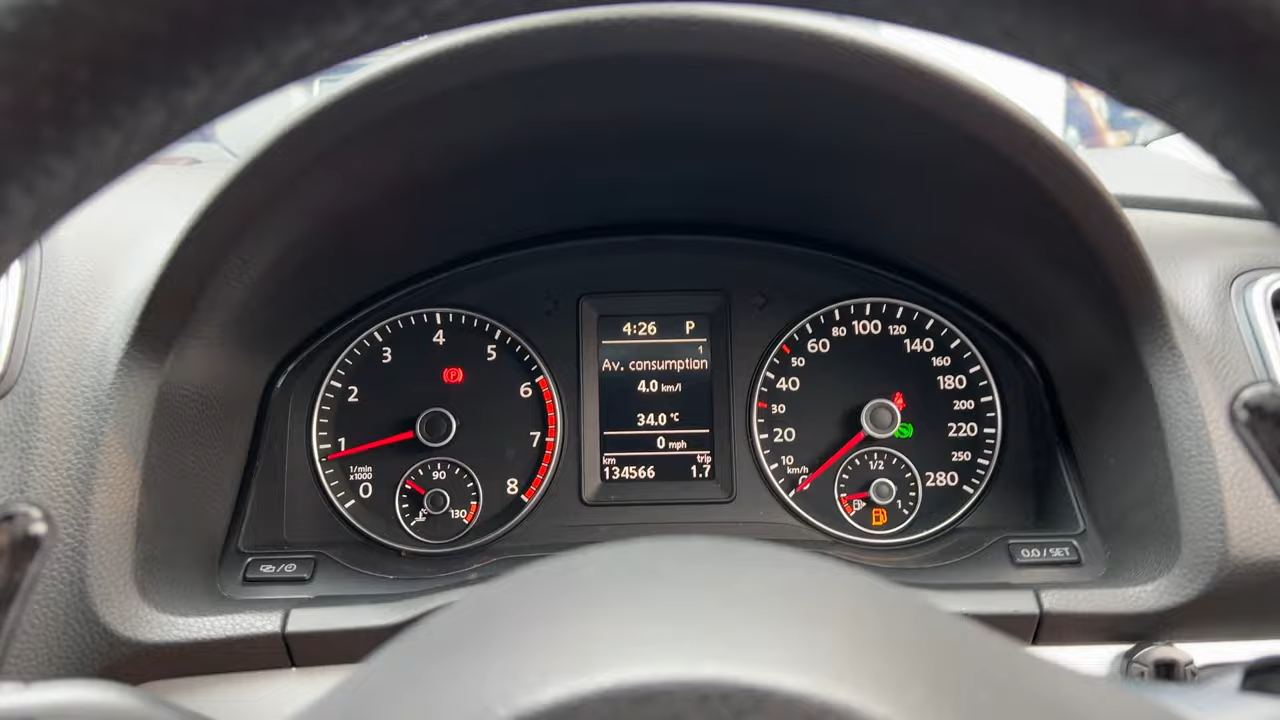 4
3
5
2
6
1
7
1/min
x1000
0
8
90
130
P
4:26 P
1
Av. consumption
4.0 km/l
34.0 °C
0 mph
km trip
134566 1.7
80 100 120
60 140
50 160
40 180
30 200
20 220
10 250
km/h
0 280
1/2
1
0.0 / SET